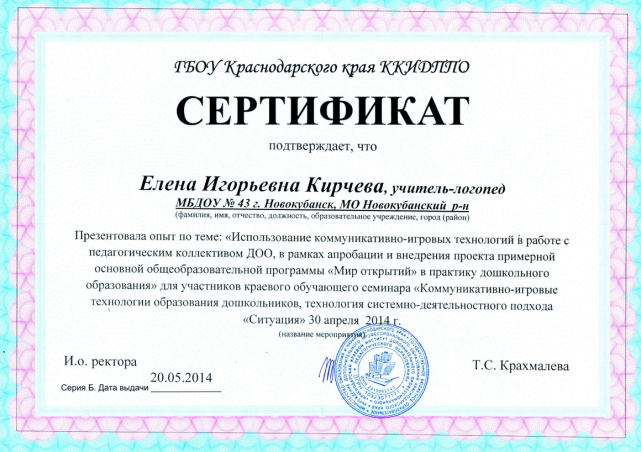 ГБОУ Краснодарского края ККИДППО
СЕРТИФИКАТ
подтверждает, что
Елена Игорьевна Кирчева, учитель-логопед
МБДОУ № 43 г. Новокубанск, МО Новокубанский р-н
(фамилия, имя, отчество, должность, образовательное учреждение, город (район)
Презентовала опыт по теме: «Использование коммуникативно-игровых технологий в работе с
педагогическим коллективом ДОО, в рамках апробации и внедрения проекта примерной
основной общеобразовательной программы «Мир открытий» в практику дошкольного
образования» для участников краевого обучающего семинара «Коммуникативно-игровые
технологии образования дошкольников, технология системно-деятельностного подхода
«Ситуация» 30 апреля 2014 г.
(название мероприятия)
И.о. ректора
Т.С. Крахмалева
Серия Б. Дата выдачи 20.05.2014